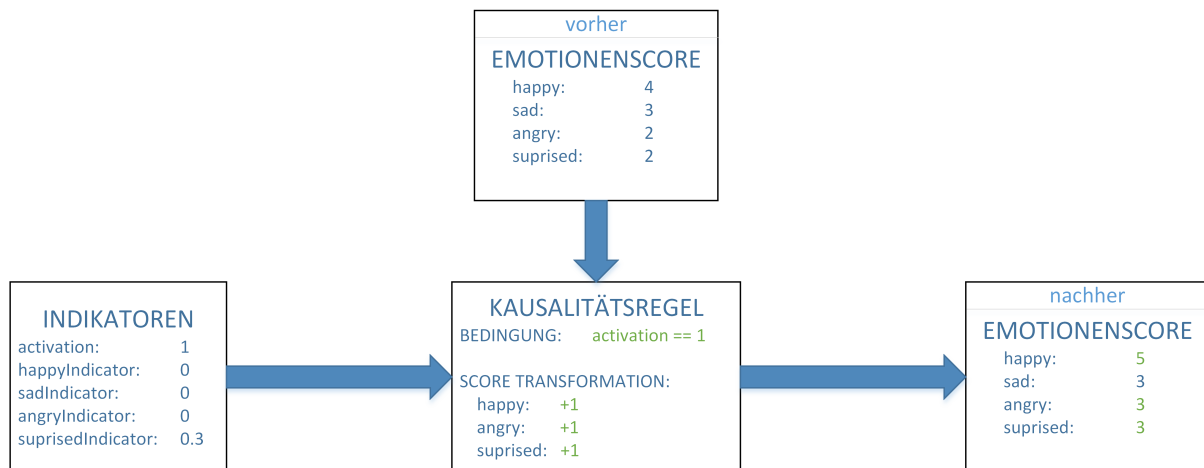 vorher
EMOTIONENSCORE
happy: 4
sad: 3
angry: 2
suprised: 2
INDIKATOREN
activation: 1
happyIndicator: 0
sadIndicator: 0
angryIndicator: 0
suprisedIndicator: 0.3
KAUSALITÄTSREGEL
BEDINGUNG: activation == 1
SCORE TRANSFORMATION:
happy: +1
angry: +1
suprised: +1
nachher
EMOTIONENSCORE
happy: 5
sad: 3
angry: 3
suprised: 3